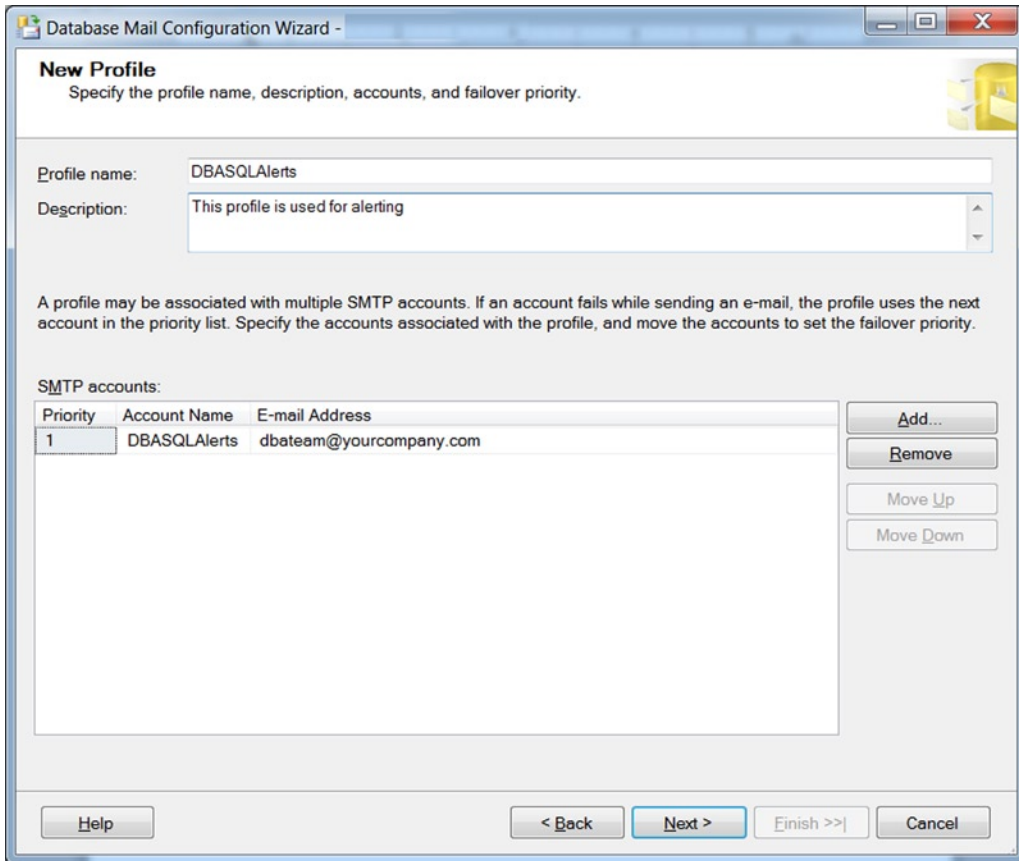 Database Mail Configuration Wizard -
New Profile
Specify the profile name, description, accounts, and failover priority.
Profile name: DBASQLAlerts
Description: This profile is used for alerting
A profile may be associated with multiple SMTP accounts. If an account fails while sending an e-mail, the profile uses the next
account in the priority list. Specify the accounts associated with the profile, and move the accounts to set the failover priority.
SMTP accounts:
Priority Account Name E-mail Address
1 DBASQLAlerts dbateam@yourcompany.com
Add...
Remove
Move Up
Move Down
Help < Back Next > Finish >>| Cancel